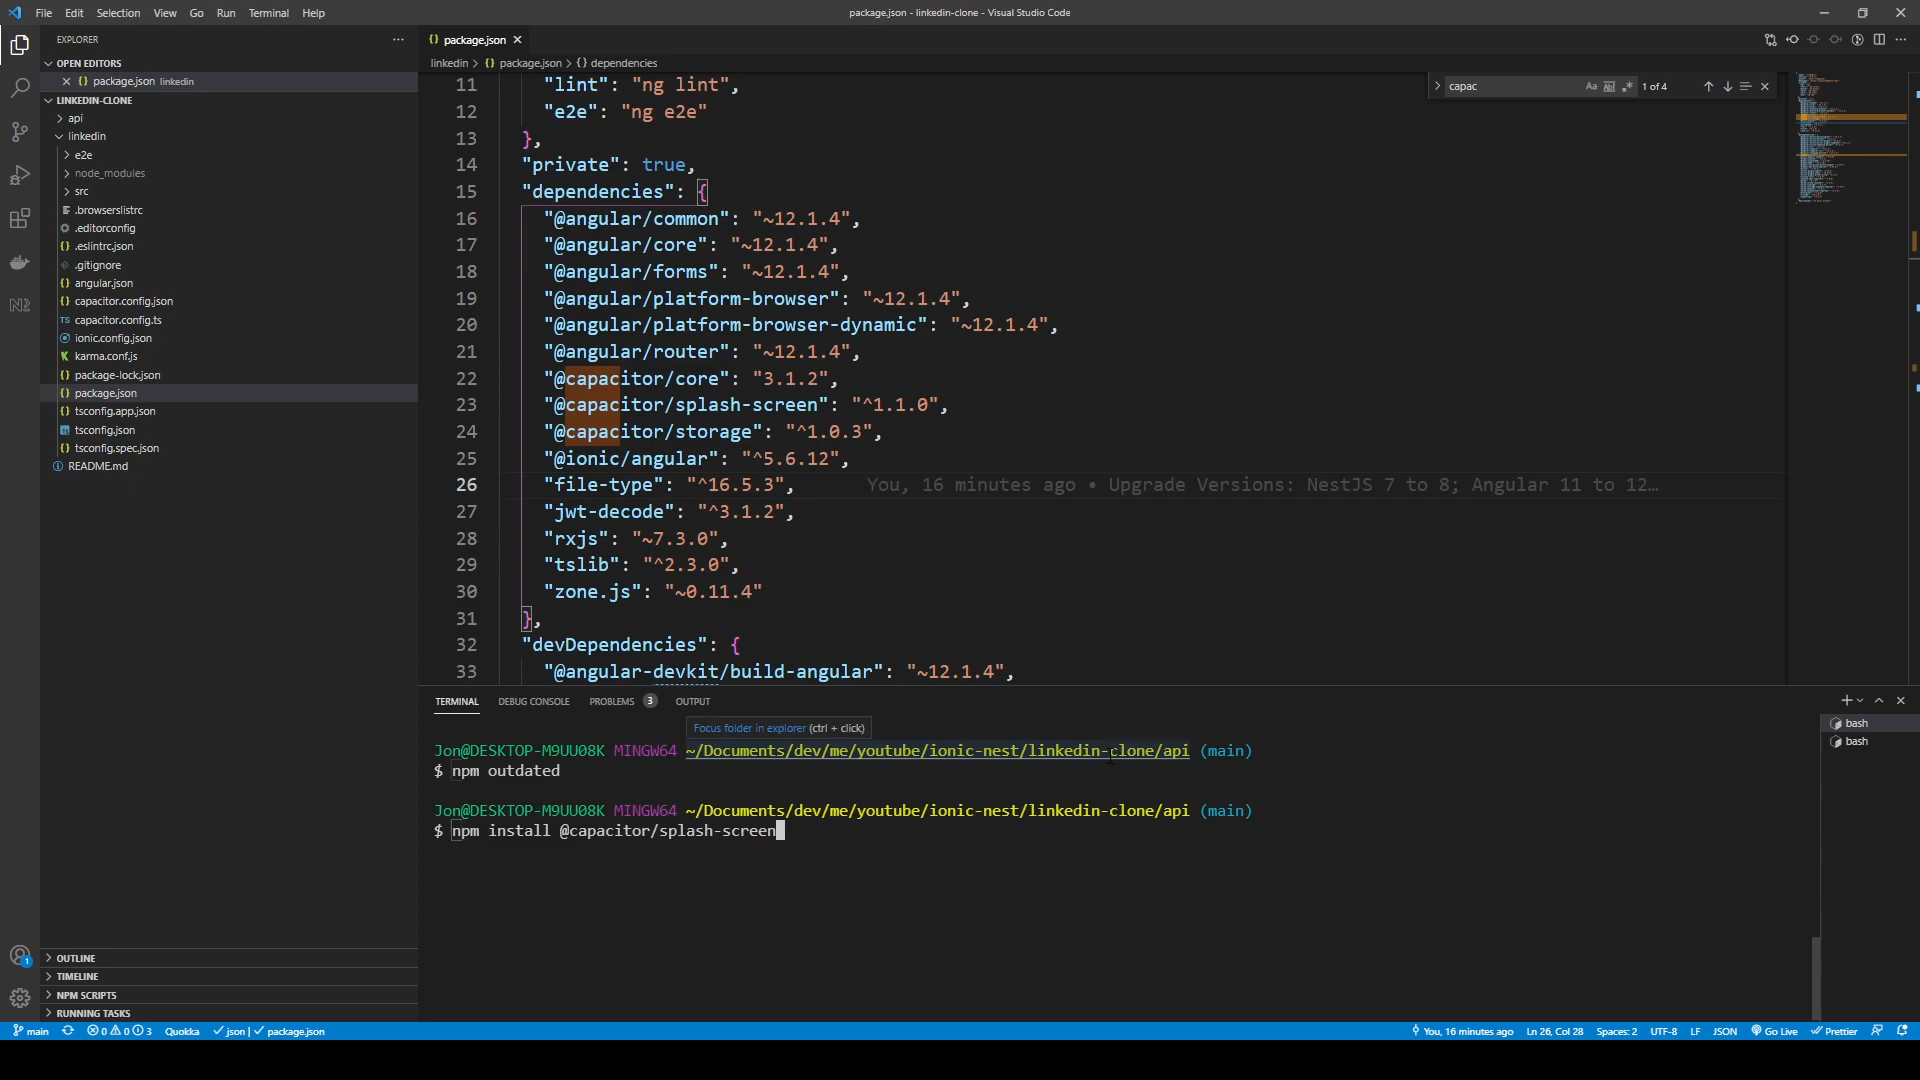 File Edit Selection View Go Run Terminal Help
package.json - linkedin-clone - Visual Studio Code
EXPLORER
OPEN EDITORS
package.json linkedin
LINKEDIN-CLONE
api
linkedin
e2e
node_modules
src
.browserslistrc
.editorconfig
.eslintrc.json
.gitignore
angular.json
capacitor.config.json
capacitor.config.ts
ionic.config.json
karma.conf.js
package-lock.json
package.json
tsconfig.app.json
tsconfig.json
tsconfig.spec.json
README.md
OUTLINE
TIMELINE
NPM SCRIPTS
RUNNING TASKS
package.json
linkedin > package.json > dependencies
capac
1 of 4
11 "lint": "ng lint",
12 "e2e": "ng e2e"
13 },
14 "private": true,
15 "dependencies": {
16 "@angular/common": "~12.1.4",
17 "@angular/core": "~12.1.4",
18 "@angular/forms": "~12.1.4",
19 "@angular/platform-browser": "~12.1.4",
20 "@angular/platform-browser-dynamic": "~12.1.4",
21 "@angular/router": "~12.1.4",
22 "@capacitor/core": "3.1.2",
23 "@capacitor/splash-screen": "^1.1.0",
24 "@capacitor/storage": "^1.0.3",
25 "@ionic/angular": "^5.6.12",
26 "file-type": "^16.5.3", You, 16 minutes ago • Upgrade Versions: NestJS 7 to 8; Angular 11 to 12…
27 "jwt-decode": "^3.1.2",
28 "rxjs": "~7.3.0",
29 "tslib": "^2.3.0",
30 "zone.js": "~0.11.4"
31 },
32 "devDependencies": {
33 "@angular-devkit/build-angular": "~12.1.4",
TERMINAL DEBUG CONSOLE PROBLEMS 3 OUTPUT
Focus folder in explorer (ctrl + click)
Jon@DESKTOP-M9UU08K MINGW64 ~/Documents/dev/me/youtube/ionic-nest/linkedin-clone/api (main)
$ npm outdated
Jon@DESKTOP-M9UU08K MINGW64 ~/Documents/dev/me/youtube/ionic-nest/linkedin-clone/api (main)
$ npm install @capacitor/splash-screen
bash
bash
main 0 0 3 Quokka json | package.json
You, 16 minutes ago Ln 26, Col 28 Spaces: 2 UTF-8 LF JSON Go Live Prettier